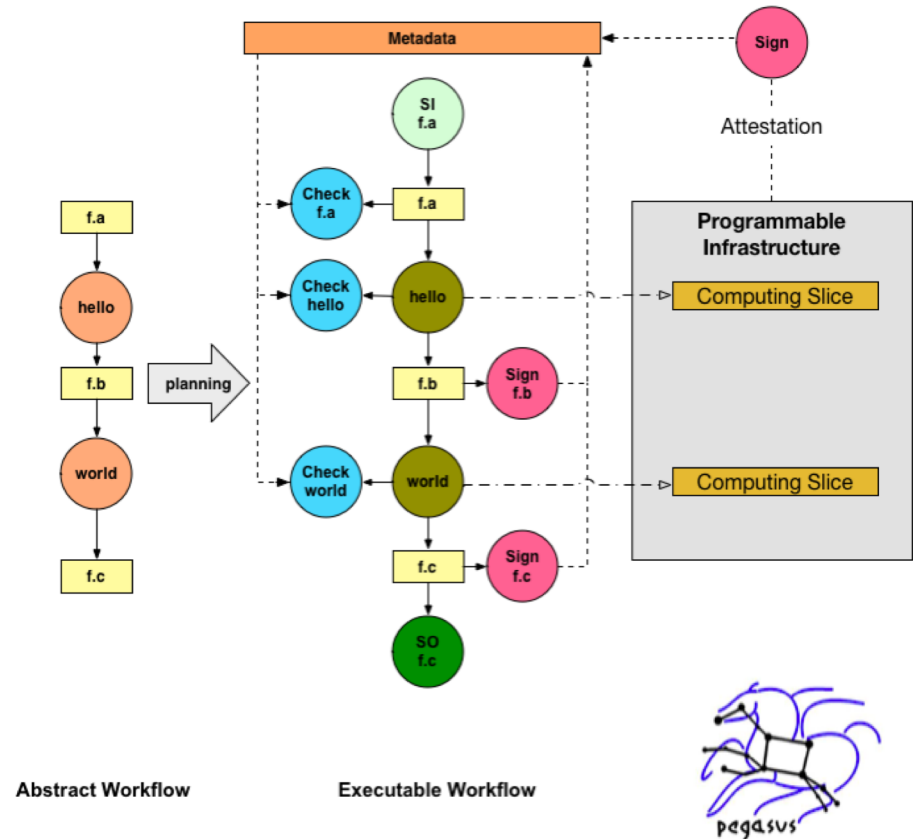 Metadata
Sign
SI
f.a
Attestation
Check
f.a
f.a
f.a
Programmable
Infrastructure
hello
Check
hello
hello
Computing Slice
f.b
planning
f.b
Sign
f.b
world
Check
world
world
Computing Slice
f.c
f.c
Sign
f.c
SO
f.c
Abstract Workflow
Executable Workflow
pegasus